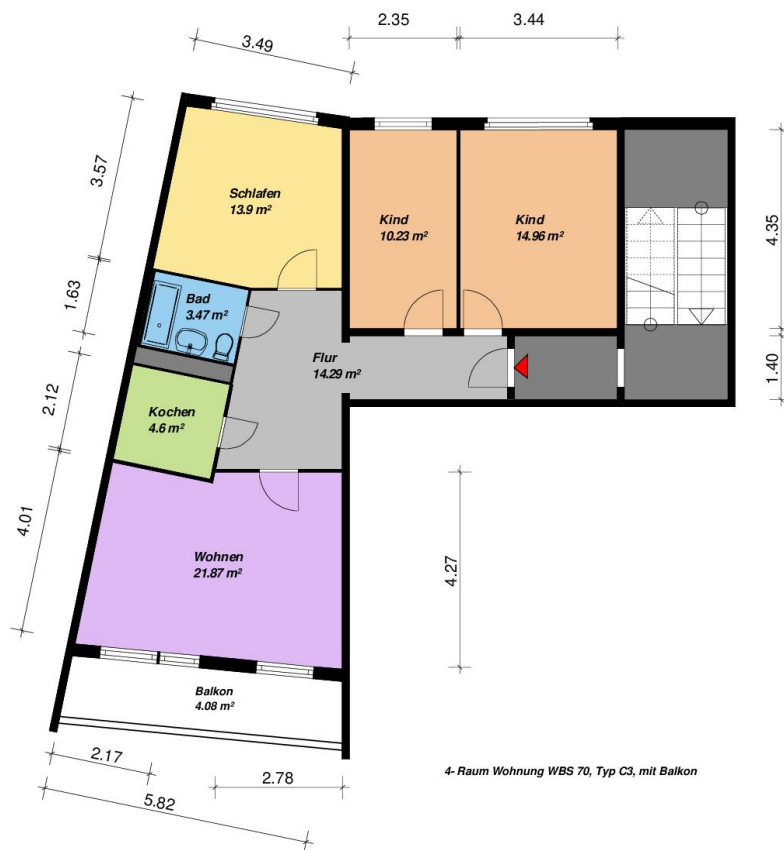 2.35
3.44
3.49
3.57
Schlafen
13.9 m²
Kind
10.23 m²
Kind
14.96 m²
4.35
1.63
Bad
3.47 m²
Flur
14.29 m²
1.40
2.12
Kochen
4.6 m²
4.01
Wohnen
21.87 m²
4.27
Balkon
4.08 m²
2.17
2.78
5.82
4- Raum Wohnung WBS 70, Typ C3, mit Balkon